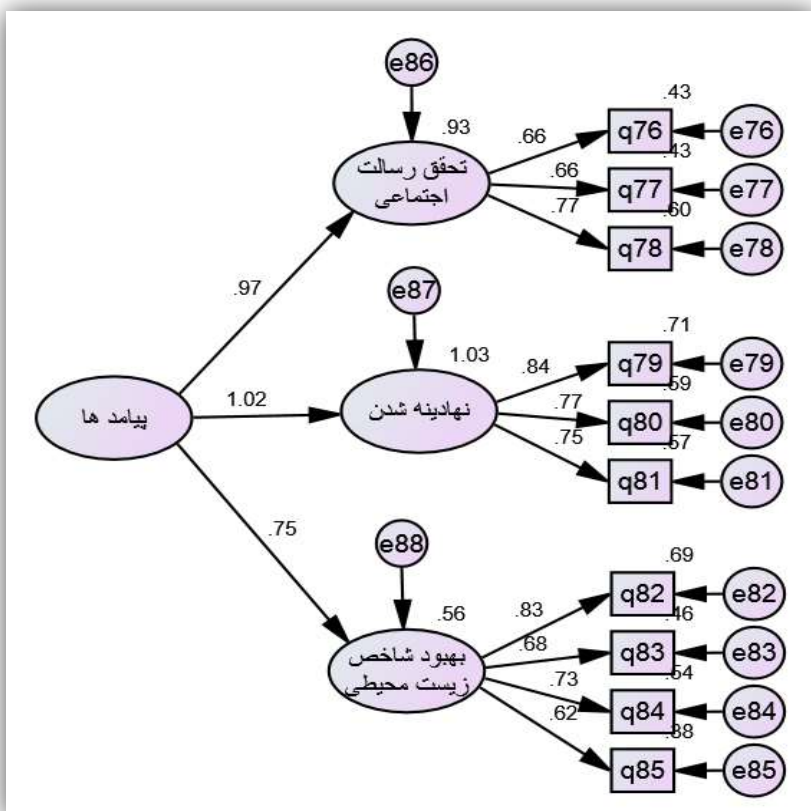 e86
.93
تحقق رسالت
اجتماعی
.66
.66
.77
.43
q76
e76
.43
q77
e77
.60
q78
e78
.97
e87
1.03
1.02
نهادینه شدن
.84
.77
.75
.71
q79
e79
.59
q80
e80
.57
q81
e81
پیامد ها
.75
e88
.56
بهبود شاخص
زیست محیطی
.83
.68
.73
.62
.69
q82
e82
.46
q83
e83
.54
q84
e84
.38
q85
e85